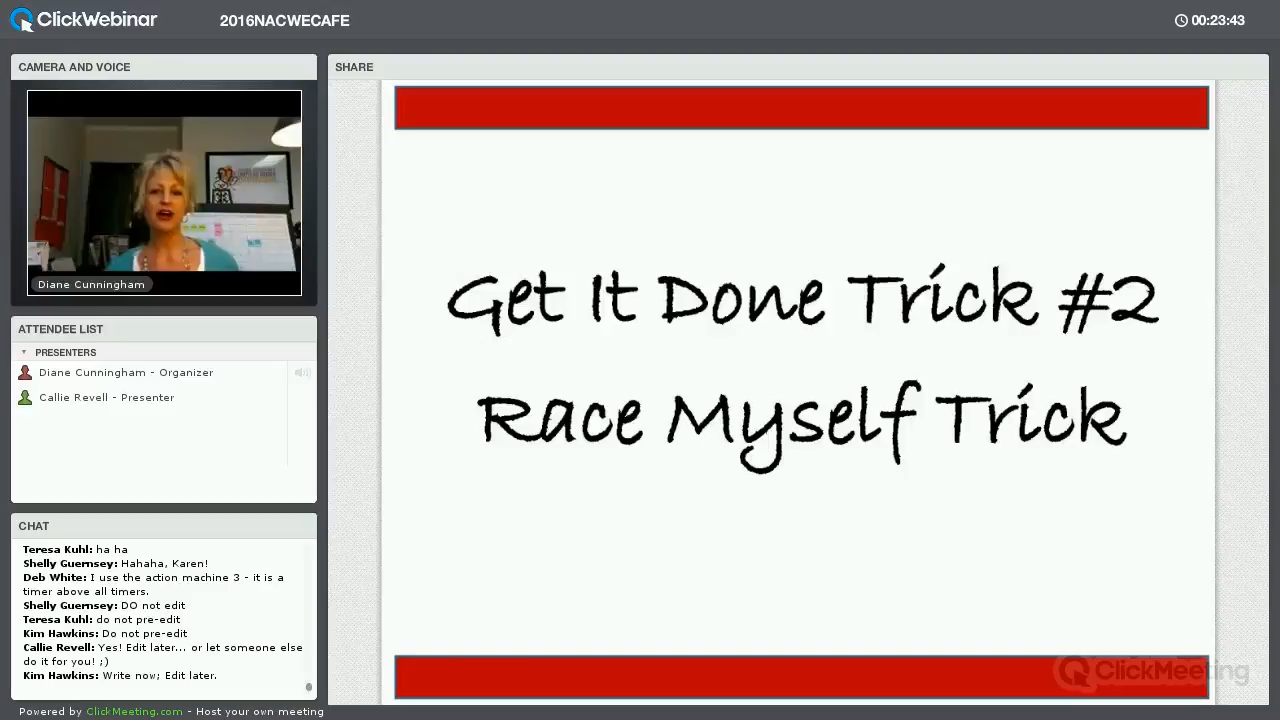 ClickWebinar
2016NACWECAFE
00:23:43
CAMERA AND VOICE
Diane Cunningham
ATTENDEE LIST
PRESENTERS
Diane Cunningham - Organizer
Callie Revell - Presenter
CHAT
Teresa Kuhl: ha ha
Shelly Guernsey: Hahaha, Karen!
Deb White: I use the action machine 3 - it is a
timer above all timers.
Shelly Guernsey: DO not edit
Teresa Kuhl: do not pre-edit
Kim Hawkins: Do not pre-edit
Callie Revell: YES! Edit later... or let someone else
do it for you! ;)
Kim Hawkins: Write now, Edit later.
Powered by ClickMeeting.com - Host your own meeting
SHARE
Get It Done Trick #2
Race Myself Trick
ClickMeeting